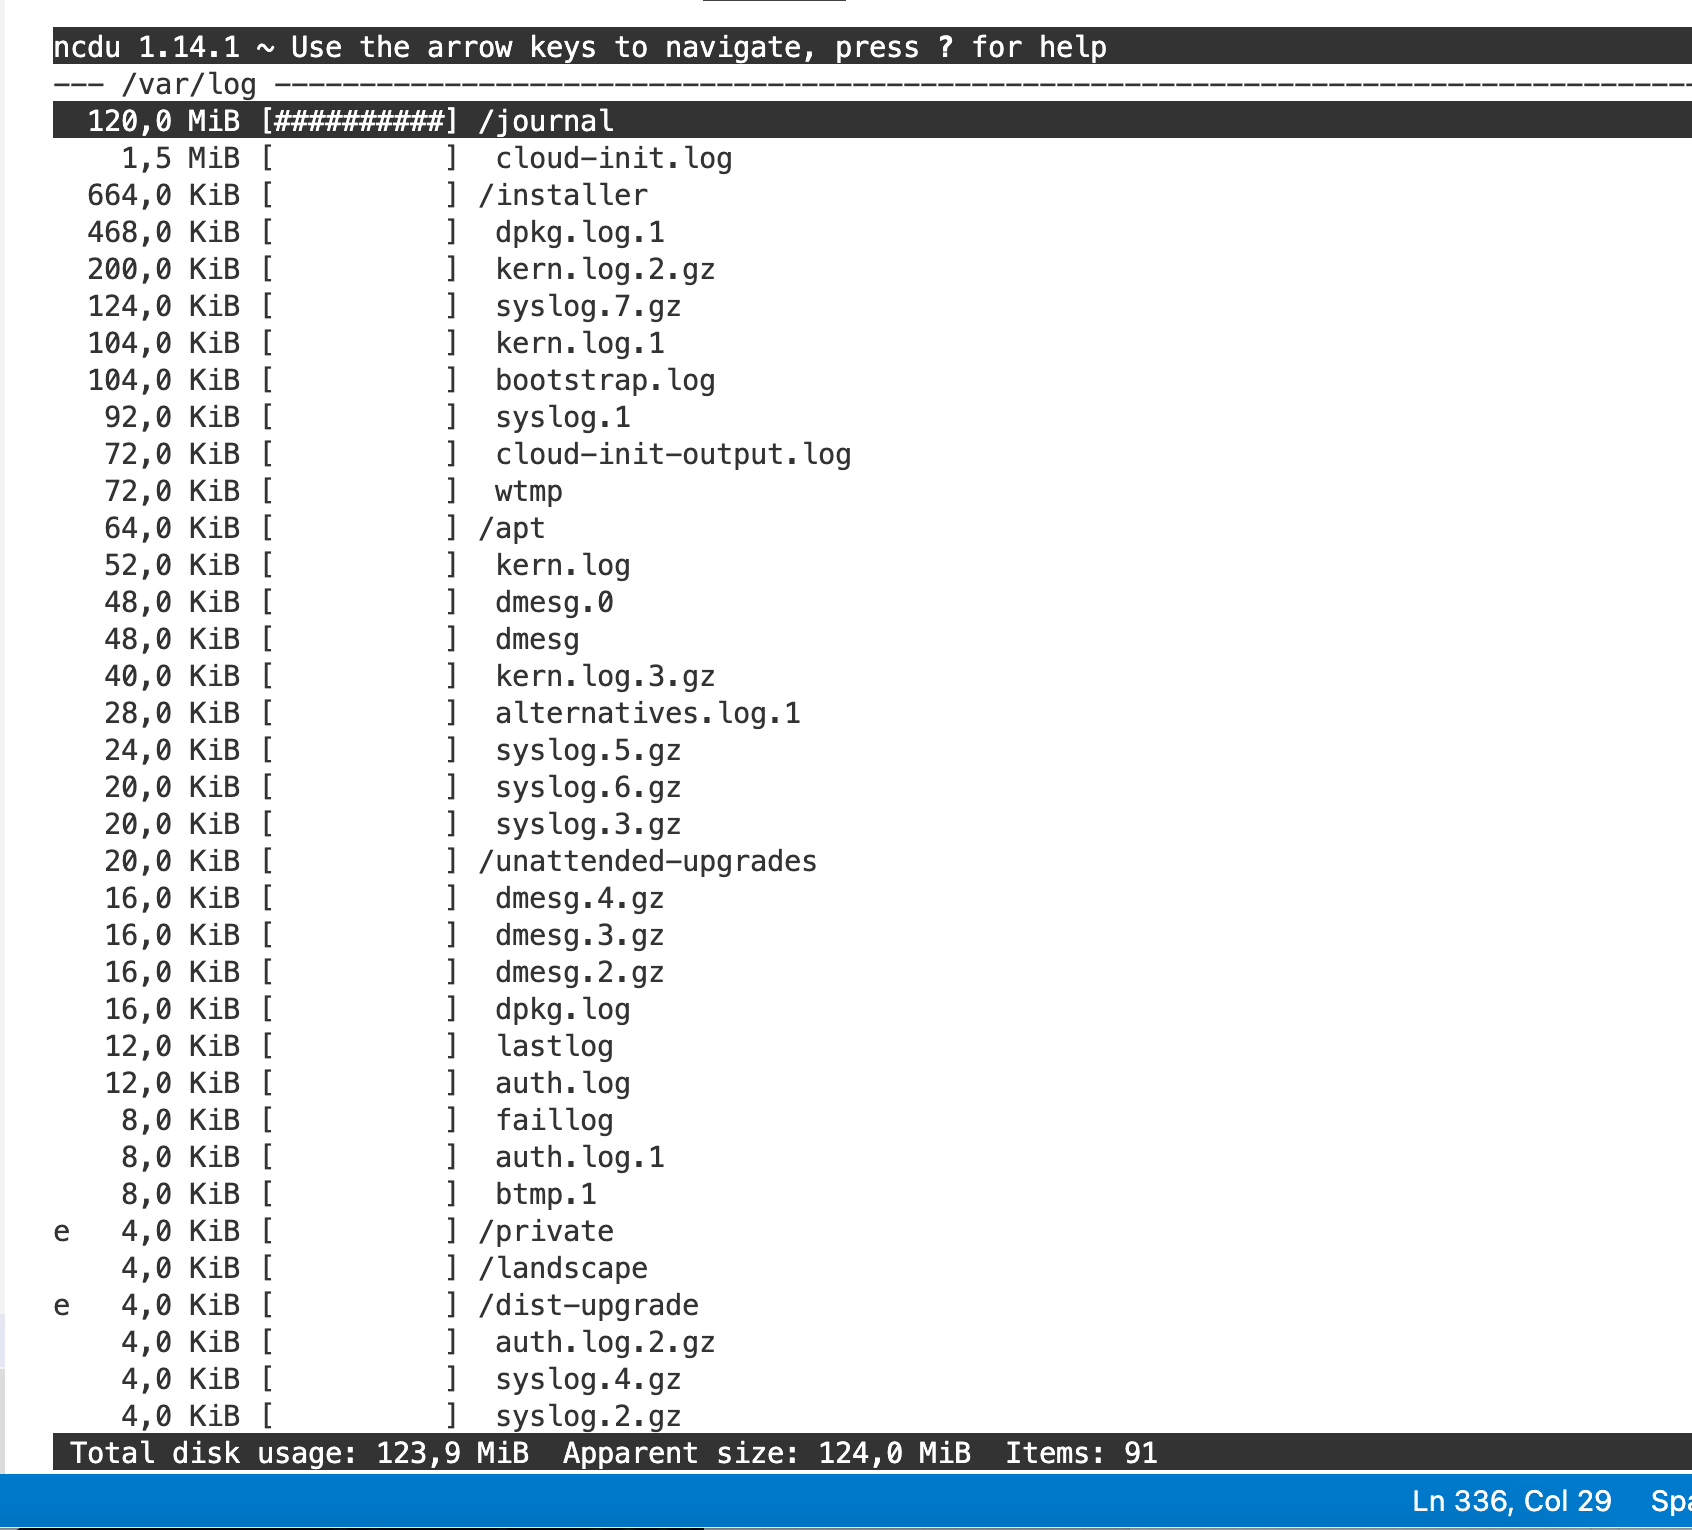 ncdu 1.14.1 ~ Use the arrow keys to navigate, press ? for help
--- /var/log ------------------------------------------------------------------------------------
  120,0 MiB [##########] /journal
    1,5 MiB [          ]  cloud-init.log
  664,0 KiB [          ] /installer
  468,0 KiB [          ]  dpkg.log.1
  200,0 KiB [          ]  kern.log.2.gz
  124,0 KiB [          ]  syslog.7.gz
  104,0 KiB [          ]  kern.log.1
  104,0 KiB [          ]  bootstrap.log
   92,0 KiB [          ]  syslog.1
   72,0 KiB [          ]  cloud-init-output.log
   72,0 KiB [          ]  wtmp
   64,0 KiB [          ] /apt
   52,0 KiB [          ]  kern.log
   48,0 KiB [          ]  dmesg.0
   48,0 KiB [          ]  dmesg
   40,0 KiB [          ]  kern.log.3.gz
   28,0 KiB [          ]  alternatives.log.1
   24,0 KiB [          ]  syslog.5.gz
   20,0 KiB [          ]  syslog.6.gz
   20,0 KiB [          ]  syslog.3.gz
   20,0 KiB [          ] /unattended-upgrades
   16,0 KiB [          ]  dmesg.4.gz
   16,0 KiB [          ]  dmesg.3.gz
   16,0 KiB [          ]  dmesg.2.gz
   16,0 KiB [          ]  dpkg.log
   12,0 KiB [          ]  lastlog
   12,0 KiB [          ]  auth.log
    8,0 KiB [          ]  faillog
    8,0 KiB [          ]  auth.log.1
    8,0 KiB [          ]  btmp.1
e   4,0 KiB [          ] /private
    4,0 KiB [          ] /landscape
e   4,0 KiB [          ] /dist-upgrade
    4,0 KiB [          ]  auth.log.2.gz
    4,0 KiB [          ]  syslog.4.gz
    4,0 KiB [          ]  syslog.2.gz
 Total disk usage: 123,9 MiB  Apparent size: 124,0 MiB  Items: 91
Ln 336, Col 29